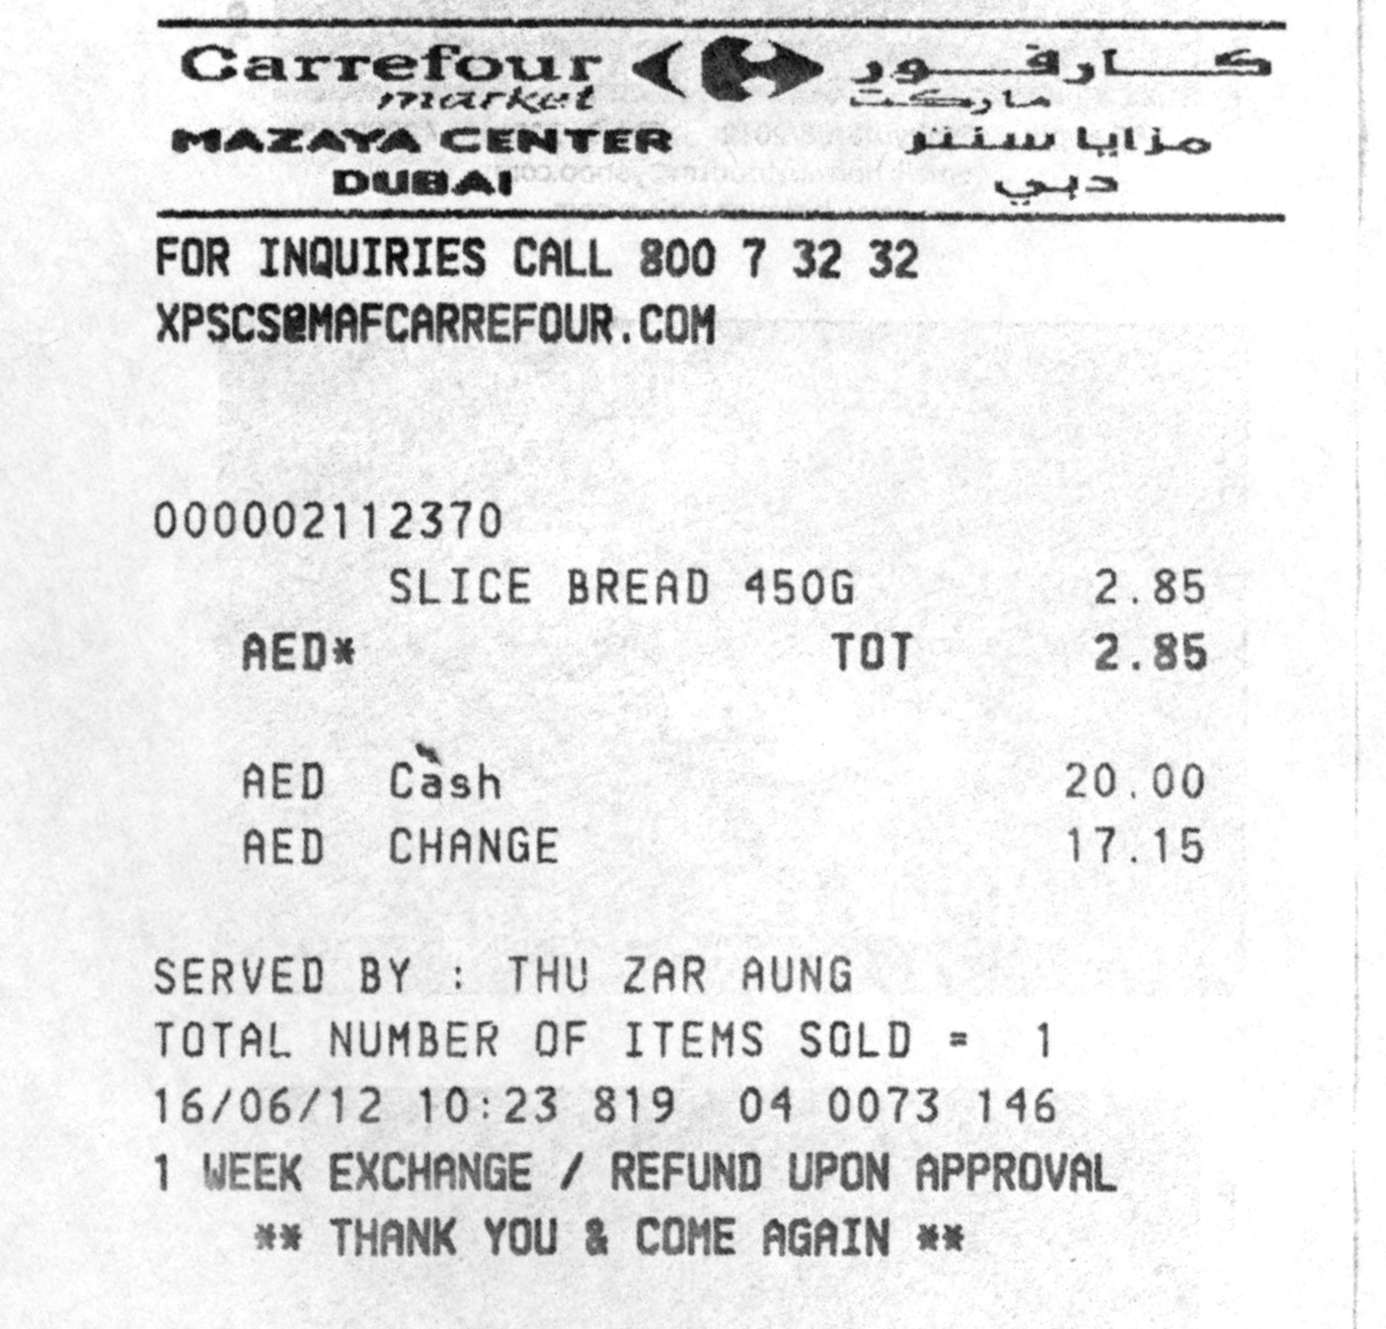 Carrefour market كارفور ماركت
MAZAYA CENTER مزايا سنتر
DUBAI دبي
FOR INQUIRIES CALL 800 7 32 32
XPSCS@MAFCARREFOUR.COM
000002112370
SLICE BREAD 450G 2.85
AED* TOT 2.85
AED Cash 20.00
AED CHANGE 17.15
SERVED BY : THU ZAR AUNG
TOTAL NUMBER OF ITEMS SOLD = 1
16/06/12 10:23 819 04 0073 146
1 WEEK EXCHANGE / REFUND UPON APPROVAL
** THANK YOU & COME AGAIN **